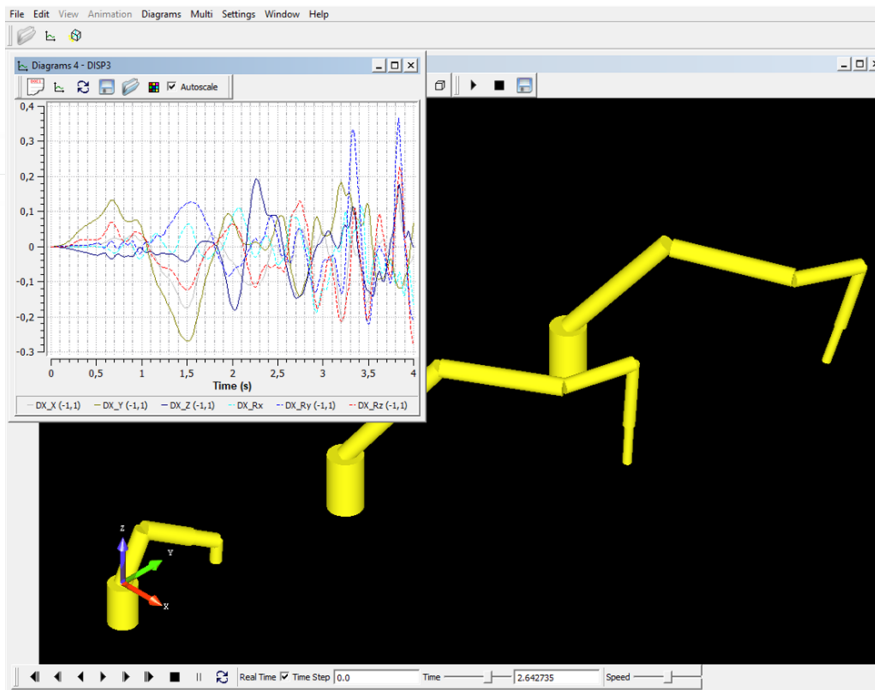 File Edit View Animation Diagrams Multi Settings Window Help
Diagrams 4 - DISP3
Autoscale
0,4
0,3
0,2
0,1
0
-0,1
-0,2
-0.3
0 0,5 1 1,5 2 2,5 3 3,5 4
Time (s)
DX_X (-1,1) DX_Y (-1,1) DX_Z (-1,1) DX_Rx DX_Ry (-1,1) DX_Rz (-1,1)
Z
Y
X
Real Time Time Step 0.0 Time 2.642735 Speed